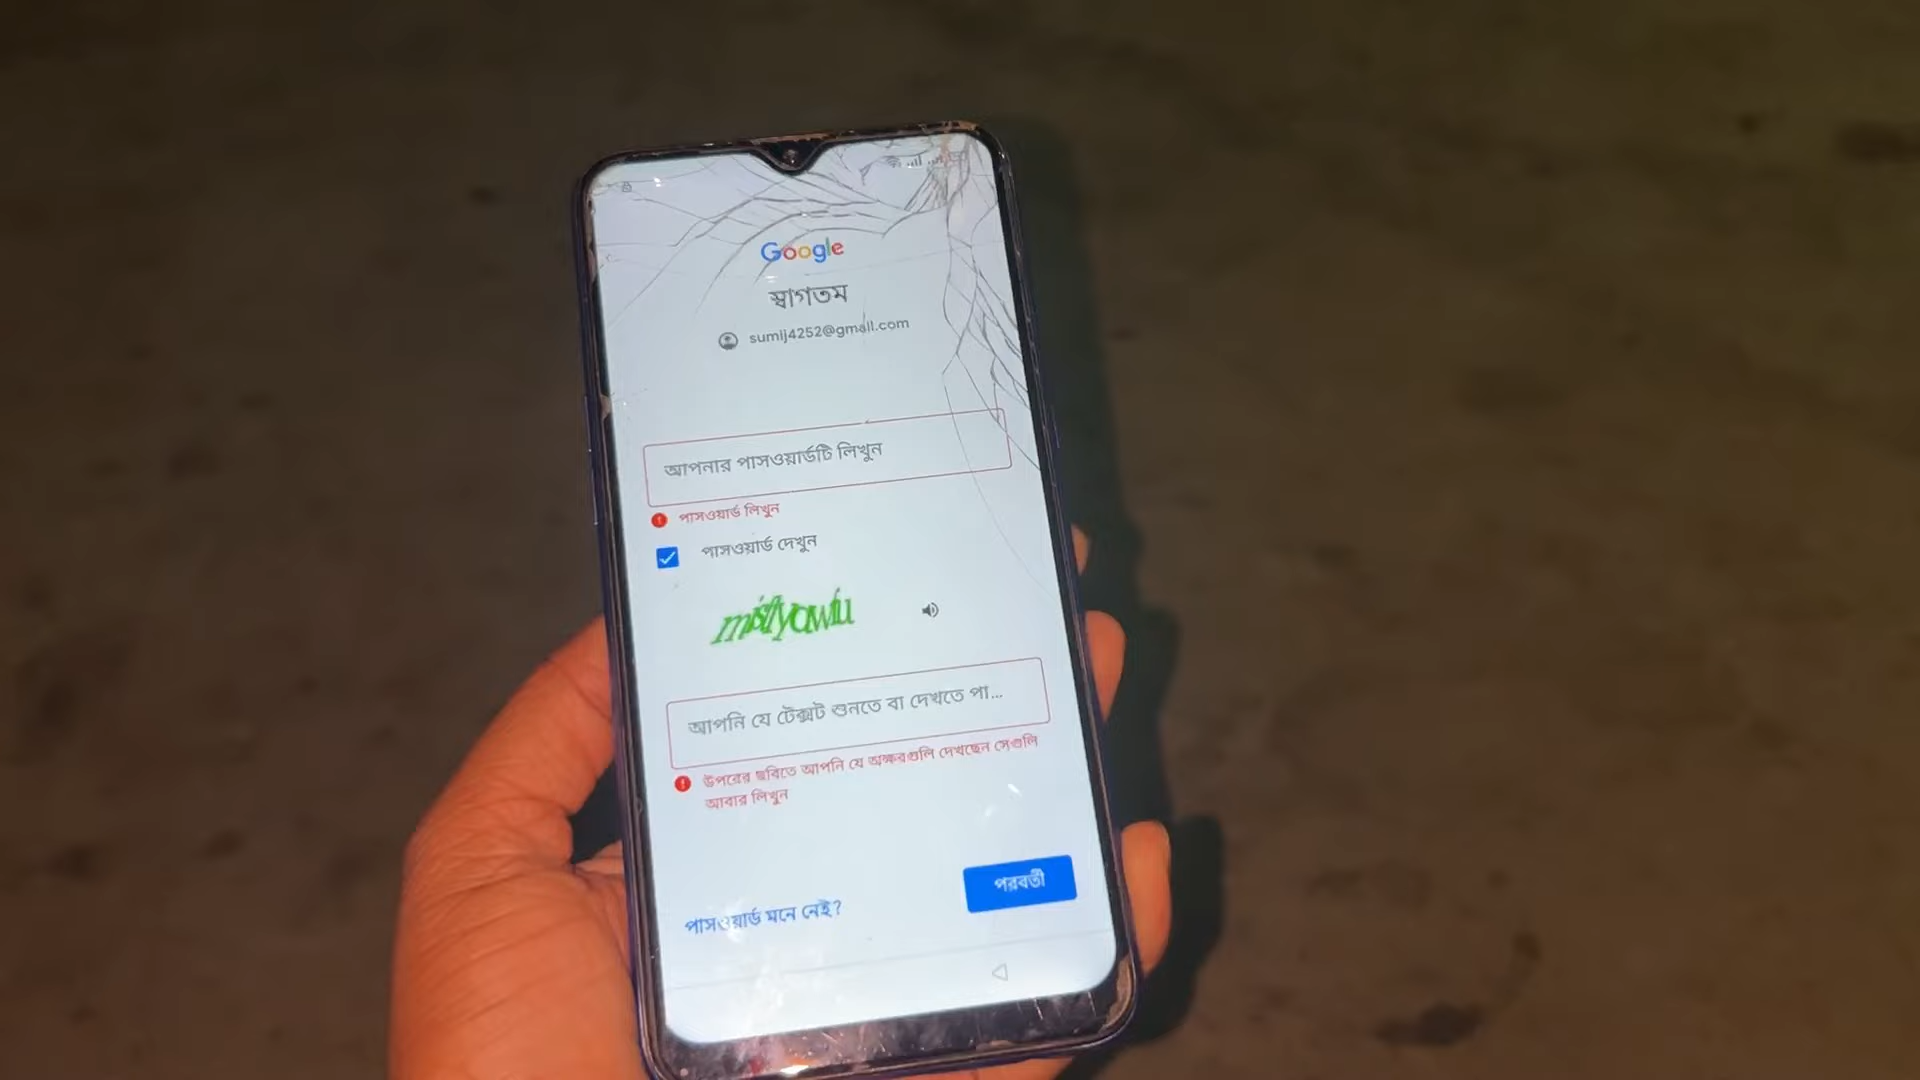 Google
স্বাগতম
sumij4252@gmail.com
আপনার পাসওয়ার্ডটি লিখুন
পাসওয়ার্ড লিখুন
পাসওয়ার্ড দেখুন
আপনি যে টেক্সট শুনতে বা দেখতে পা...
উপরের ছবিতে আপনি যে অক্ষরগুলি দেখছেন সেগুলি
আবার লিখুন
পরবর্তী
পাসওয়ার্ড মনে নেই?